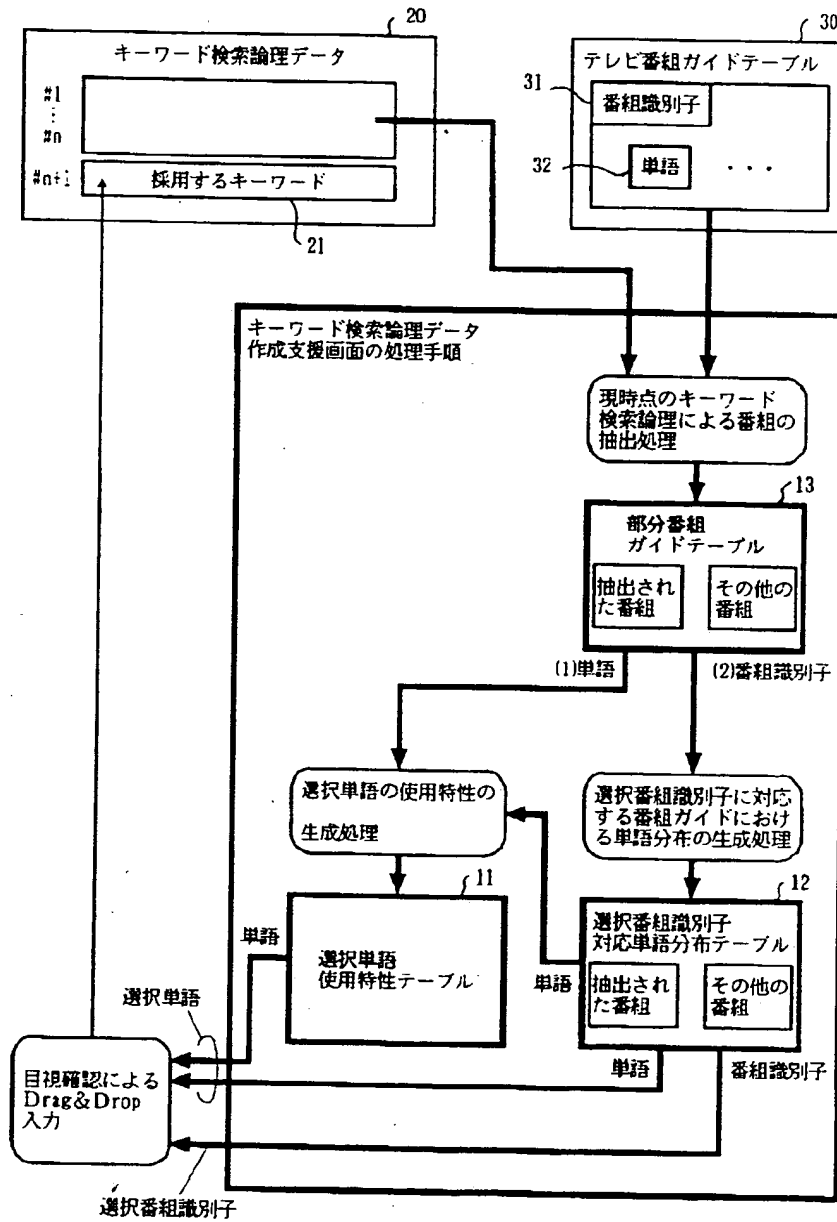 20
キーワード検索論理データ
#1
⋮
#n
#n+1
採用するキーワード
21
30
テレビ番組ガイドテーブル
31
番組識別子
32
単語
・・・
キーワード検索論理データ
作成支援画面の処理手順
現時点のキーワード
検索論理による番組の
抽出処理
13
部分番組
ガイドテーブル
抽出され
た番組
その他の
番組
(1)単語
(2)番組識別子
選択単語の使用特性の
生成処理
選択番組識別子に対応
する番組ガイドにおけ
る単語分布の生成処理
11
選択単語
使用特性テーブル
12
選択番組識別子
対応単語分布テーブル
抽出され
た番組
その他の
番組
単語
単語
選択単語
単語
番組識別子
目視確認による
Drag&Drop
入力
選択番組識別子